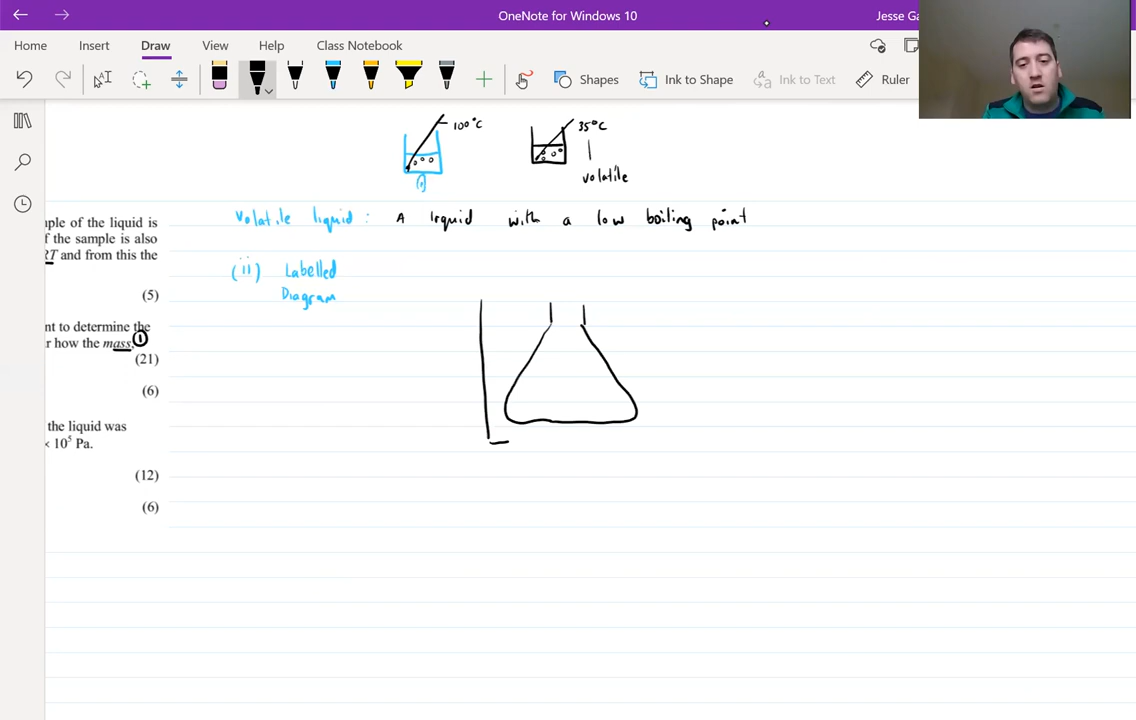 OneNote for Windows 10
Jesse Ga
Home Insert Draw View Help Class Notebook
Shapes Ink to Shape Ink to Text Ruler
100°C 35°C
volatile
(i)
Volatile liquid : A liquid with a low boiling point
(ii) Labelled
Diagram
nple of the liquid is
f the sample is also
RT and from this the
(5)
nt to determine the
r how the mass, 1
(21)
(6)
the liquid was
× 10⁵ Pa.
(12)
(6)